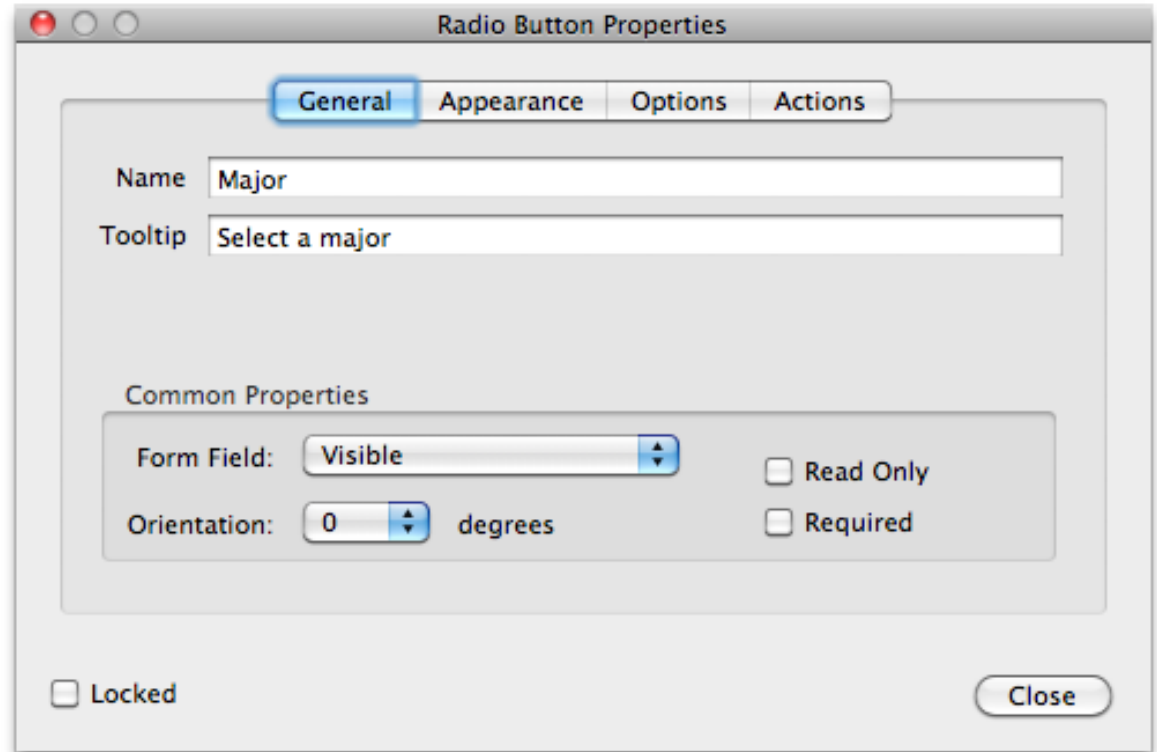 Radio Button Properties
General Appearance Options Actions
Name Major
Tooltip Select a major
Common Properties
Form Field: Visible
Read Only
Orientation: 0 degrees
Required
Locked
Close